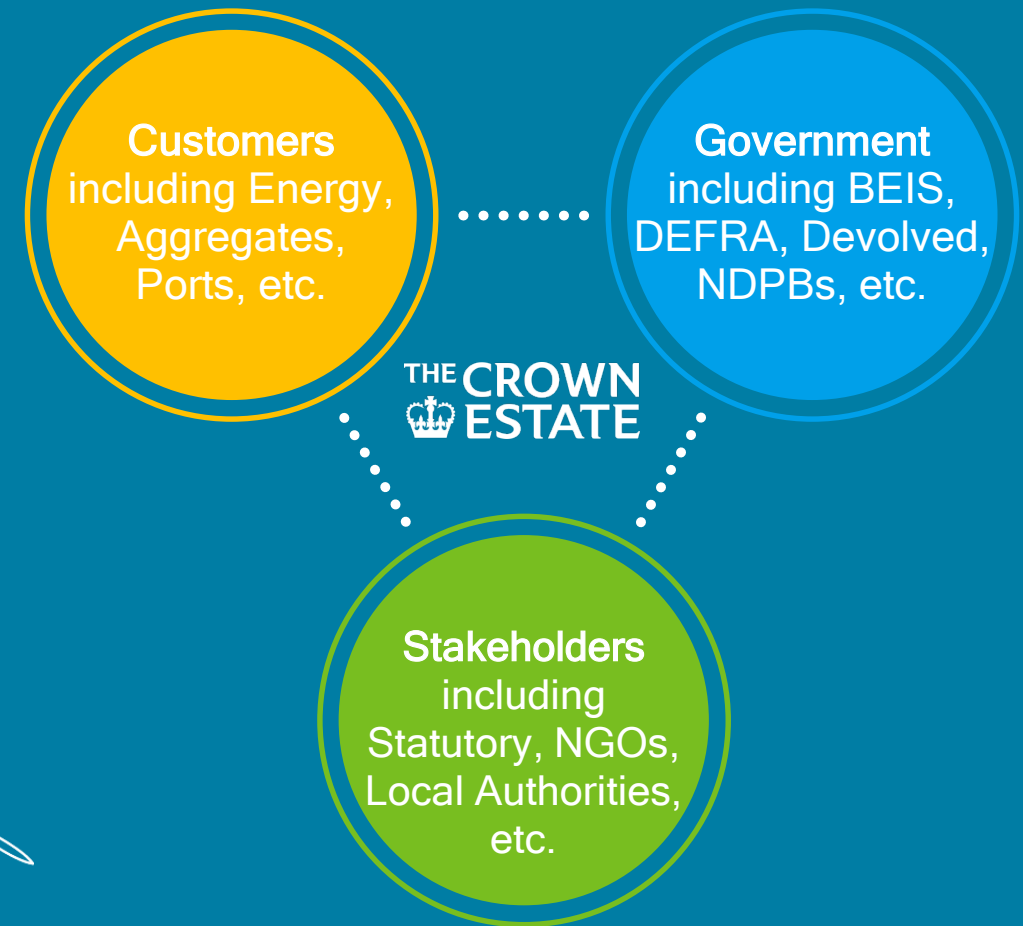 Customers
including Energy,
Aggregates,
Ports, etc.
Government
including BEIS,
DEFRA, Devolved,
NDPBs, etc.
THE CROWN
ESTATE
Stakeholders
including
Statutory, NGOs,
Local Authorities,
etc.